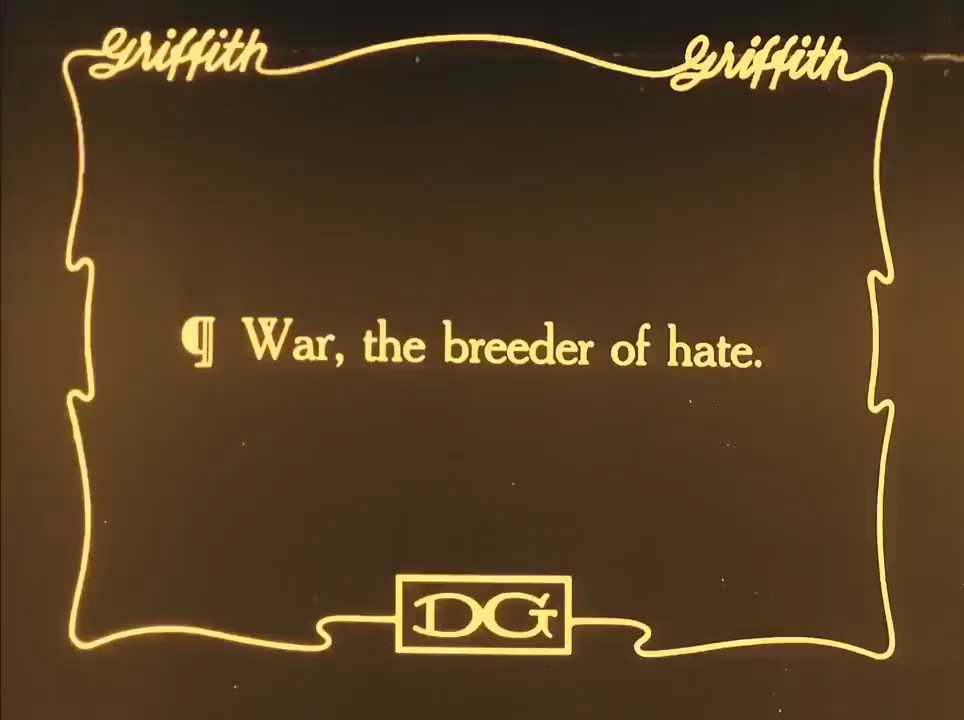 Griffith Griffith
¶ War, the breeder of hate.
DG